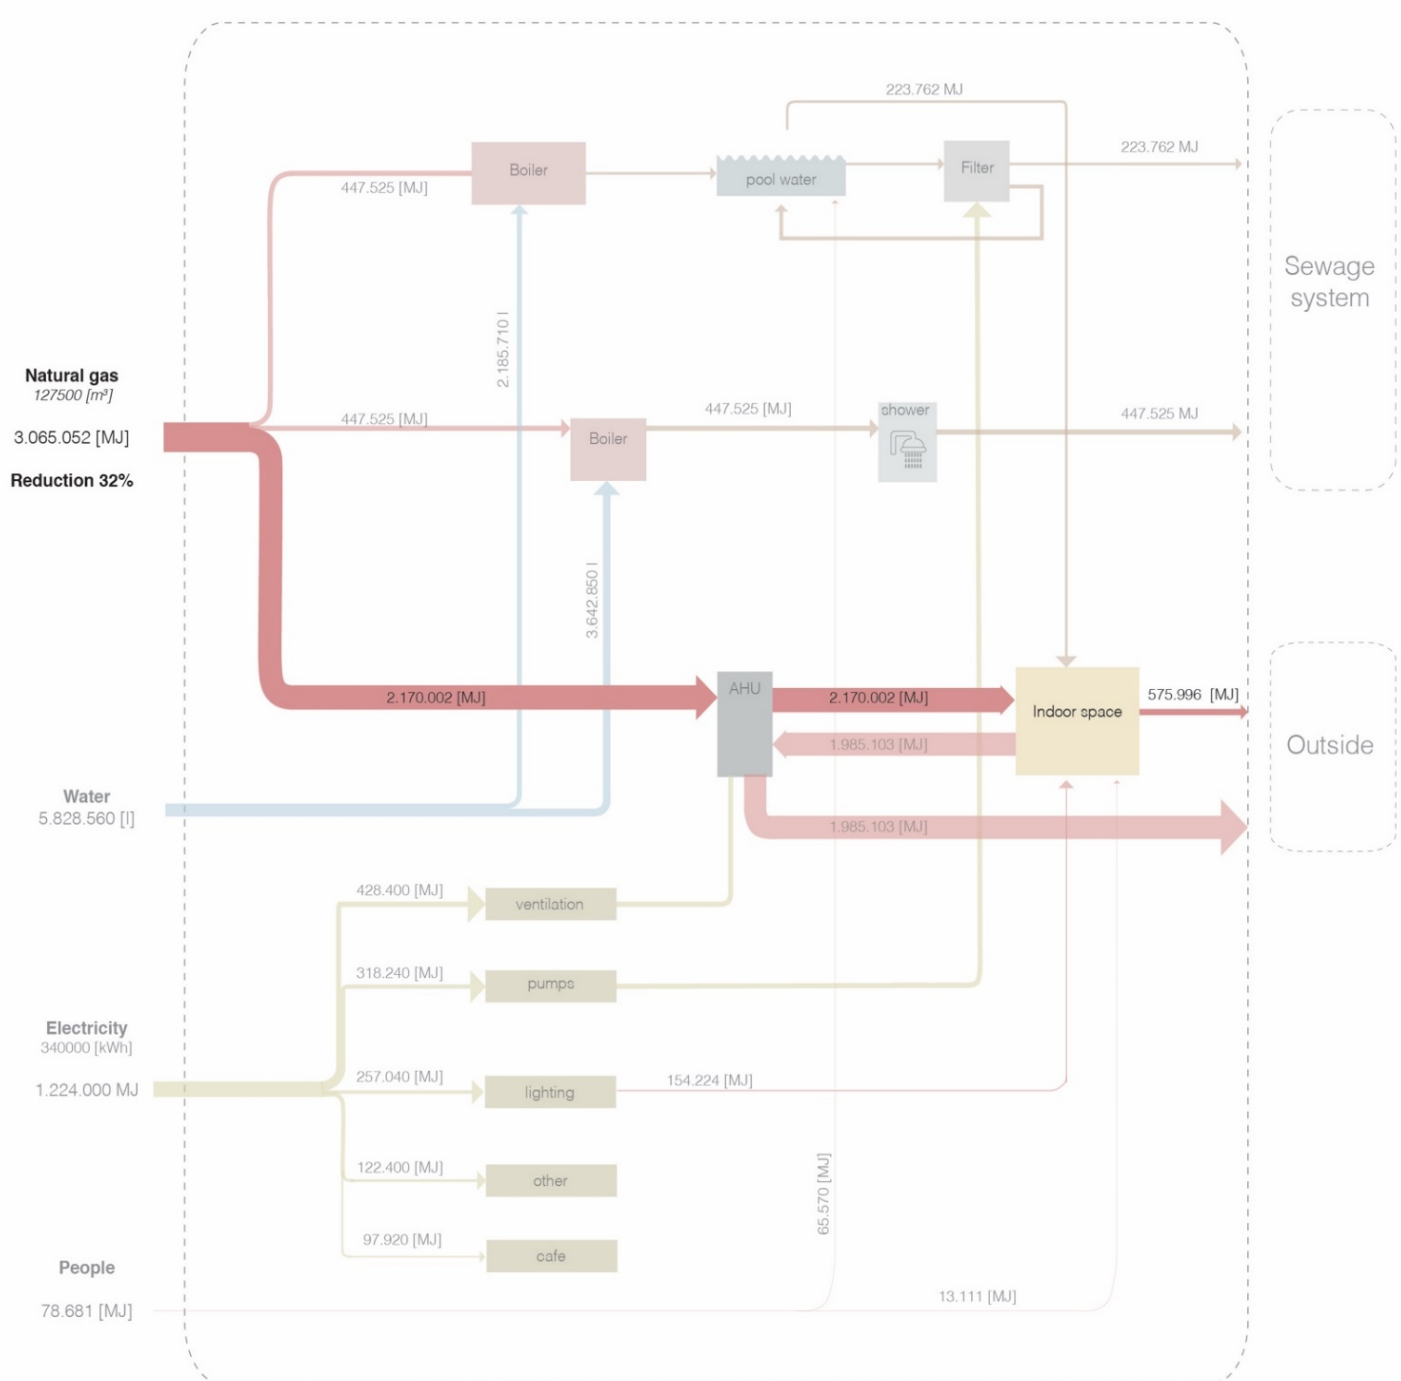 223.762 MJ
Boiler
447.525 [MJ]
pool water
Filter
223.762 MJ
Sewage
system
2.185.710 l
Natural gas
127500 [m³]
3.065.052 [MJ]
Reduction 32%
447.525 [MJ]
Boiler
447.525 [MJ]
shower
447.525 MJ
3.642.850 l
2.170.002 [MJ]
AHU
2.170.002 [MJ]
1.985.103 [MJ]
Indoor space
575.996 [MJ]
Outside
1.985.103 [MJ]
Water
5.828.560 [l]
428.400 [MJ]
ventilation
318.240 [MJ]
pumps
Electricity
340000 [kWh]
1.224.000 MJ
257.040 [MJ]
lighting
154.224 [MJ]
122.400 [MJ]
other
97.920 [MJ]
cafe
65.570 [MJ]
People
78.681 [MJ]
13.111 [MJ]